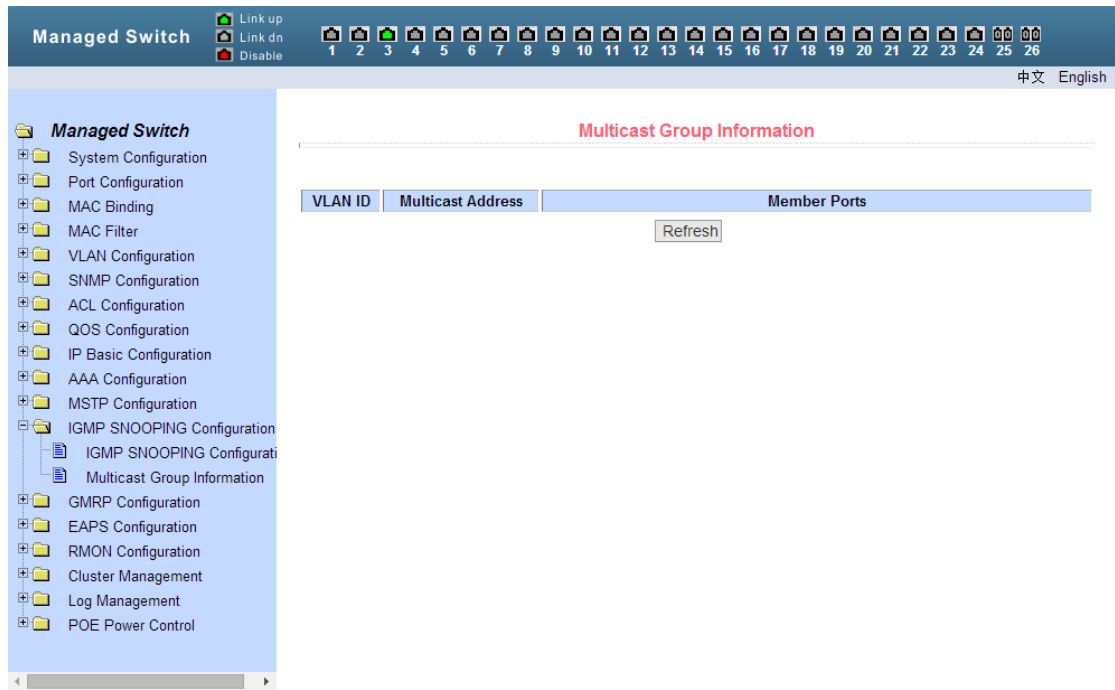 Link up
Managed Switch
Link dn
Disable
1 2 3 4 5 6 7 8 9 10 11 12 13 14 15 16 17 18 19 20 21 22 23 24 25 26
中文 English
Managed Switch
System Configuration
Port Configuration
MAC Binding
MAC Filter
VLAN Configuration
SNMP Configuration
ACL Configuration
QOS Configuration
IP Basic Configuration
AAA Configuration
MSTP Configuration
IGMP SNOOPING Configuration
IGMP SNOOPING Configurati
Multicast Group Information
GMRP Configuration
EAPS Configuration
RMON Configuration
Cluster Management
Log Management
POE Power Control
Multicast Group Information
VLAN ID Multicast Address Member Ports
Refresh